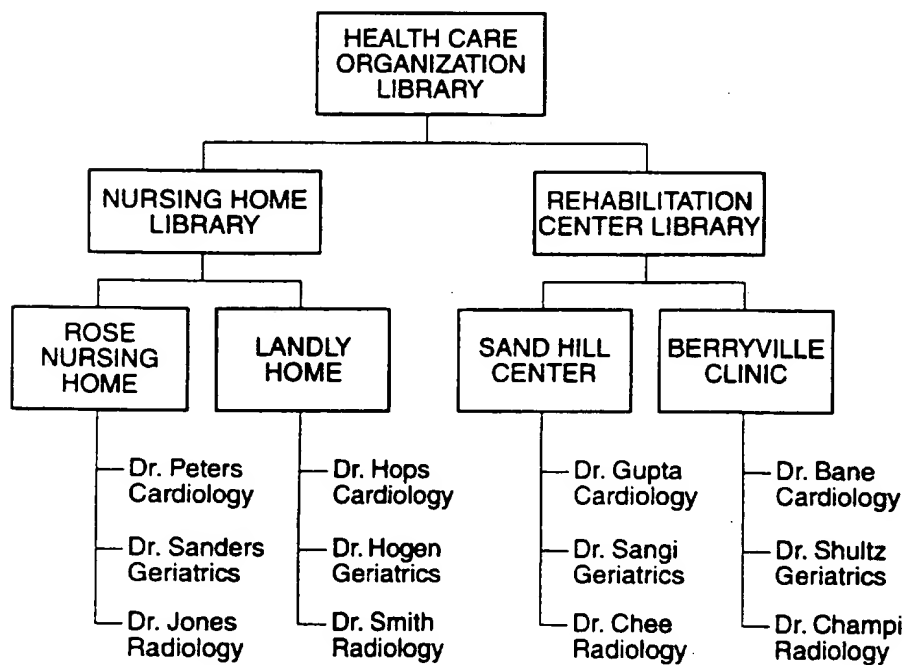 HEALTH CARE
ORGANIZATION
LIBRARY
NURSING HOME
LIBRARY
REHABILITATION
CENTER LIBRARY
ROSE
NURSING
HOME
LANDLY
HOME
SAND HILL
CENTER
BERRYVILLE
CLINIC
Dr. Peters
Cardiology
Dr. Sanders
Geriatrics
Dr. Jones
Radiology
Dr. Hops
Cardiology
Dr. Hogen
Geriatrics
Dr. Smith
Radiology
Dr. Gupta
Cardiology
Dr. Sangi
Geriatrics
Dr. Chee
Radiology
Dr. Bane
Cardiology
Dr. Shultz
Geriatrics
Dr. Champi
Radiology